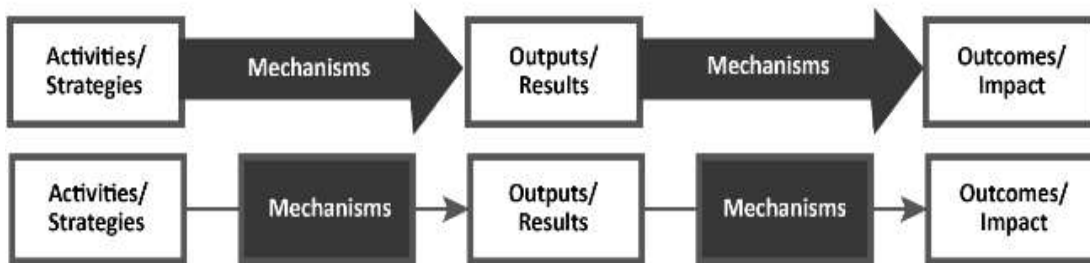 Activities/
Strategies
Mechanisms
Outputs/
Results
Mechanisms
Outcomes/
Impact
Activities/
Strategies
Mechanisms
Outputs/
Results
Mechanisms
Outcomes/
Impact